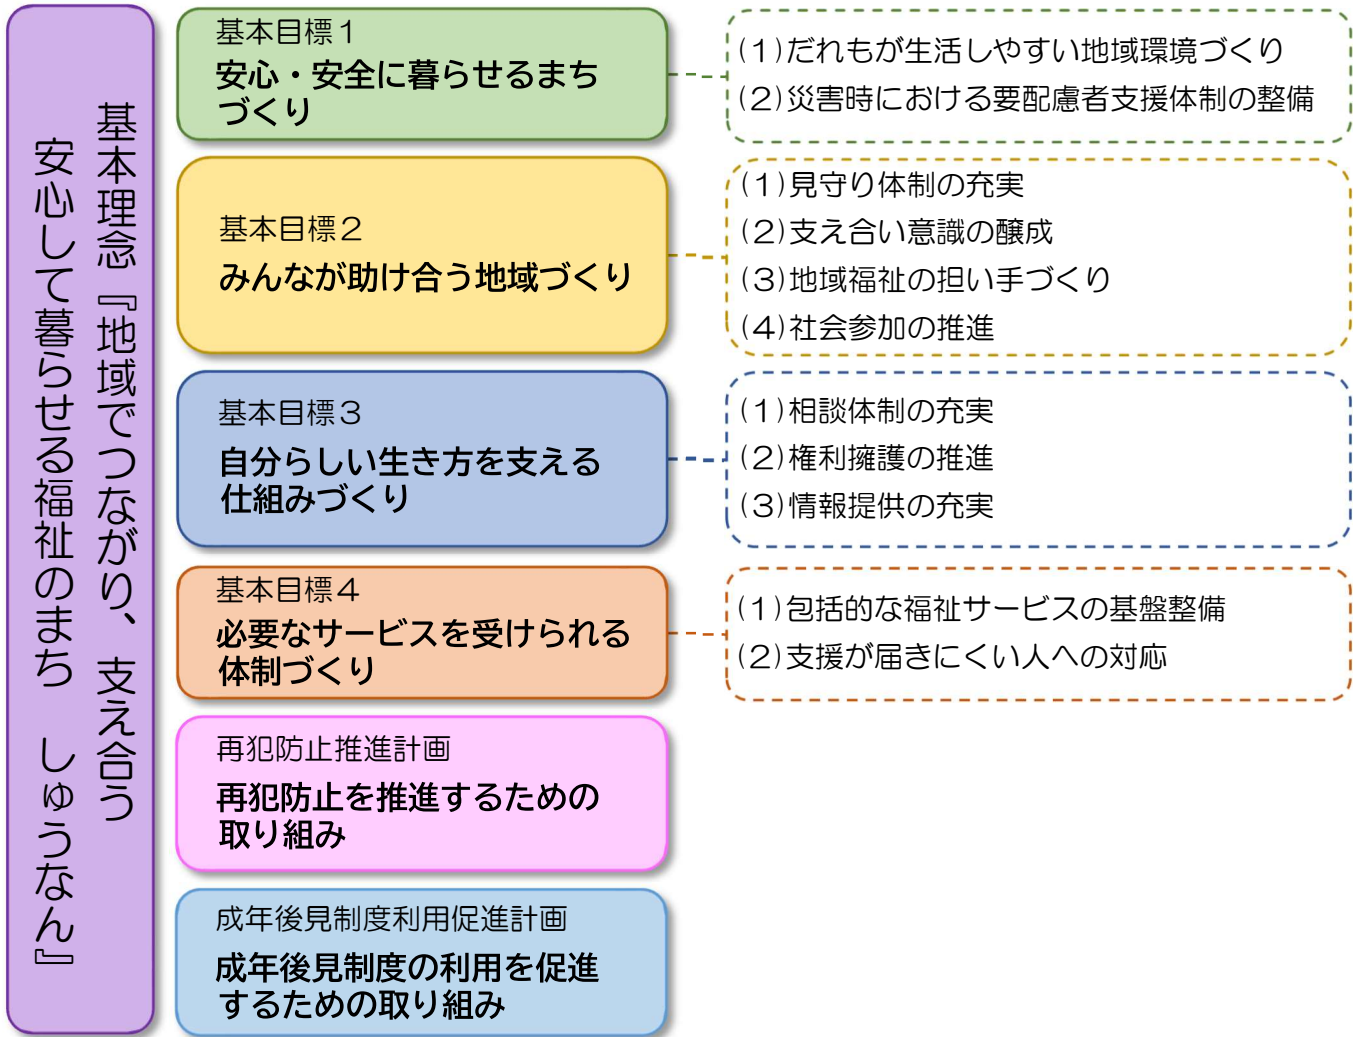 基本理念『地域でつながり、支え合う
安心して暮らせる福祉のまち　しゅうなん』
基本目標１
安心・安全に暮らせるまち
づくり
(1)だれもが生活しやすい地域環境づくり
(2)災害時における要配慮者支援体制の整備
基本目標２
みんなが助け合う地域づくり
(1)見守り体制の充実
(2)支え合い意識の醸成
(3)地域福祉の担い手づくり
(4)社会参加の推進
基本目標３
自分らしい生き方を支える
仕組みづくり
(1)相談体制の充実
(2)権利擁護の推進
(3)情報提供の充実
基本目標４
必要なサービスを受けられる
体制づくり
(1)包括的な福祉サービスの基盤整備
(2)支援が届きにくい人への対応
再犯防止推進計画
再犯防止を推進するための
取り組み
成年後見制度利用促進計画
成年後見制度の利用を促進
するための取り組み